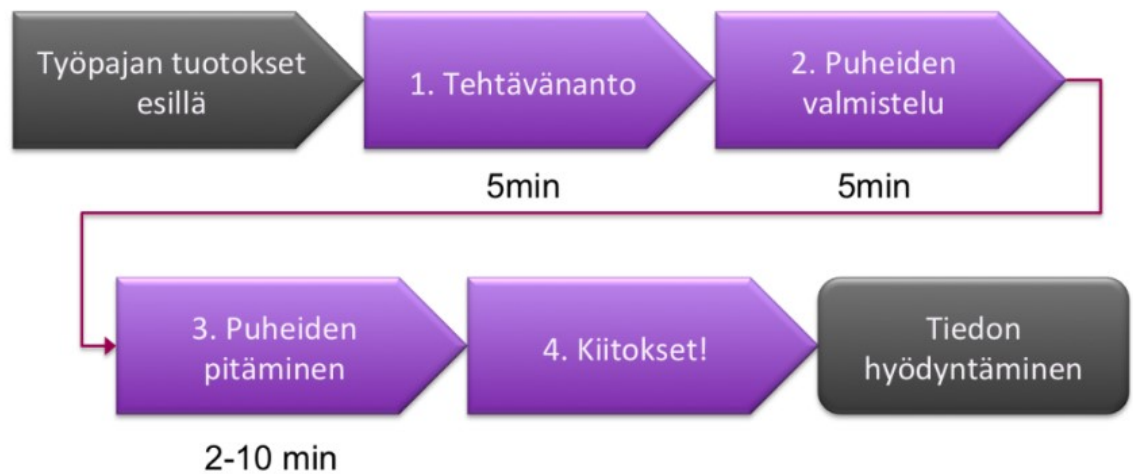 Työpajan tuotokset
esillä
1. Tehtävänanto
2. Puheiden
valmistelu
5min
5min
3. Puheiden
pitäminen
4. Kiitokset!
Tiedon
hyödyntäminen
2-10 min